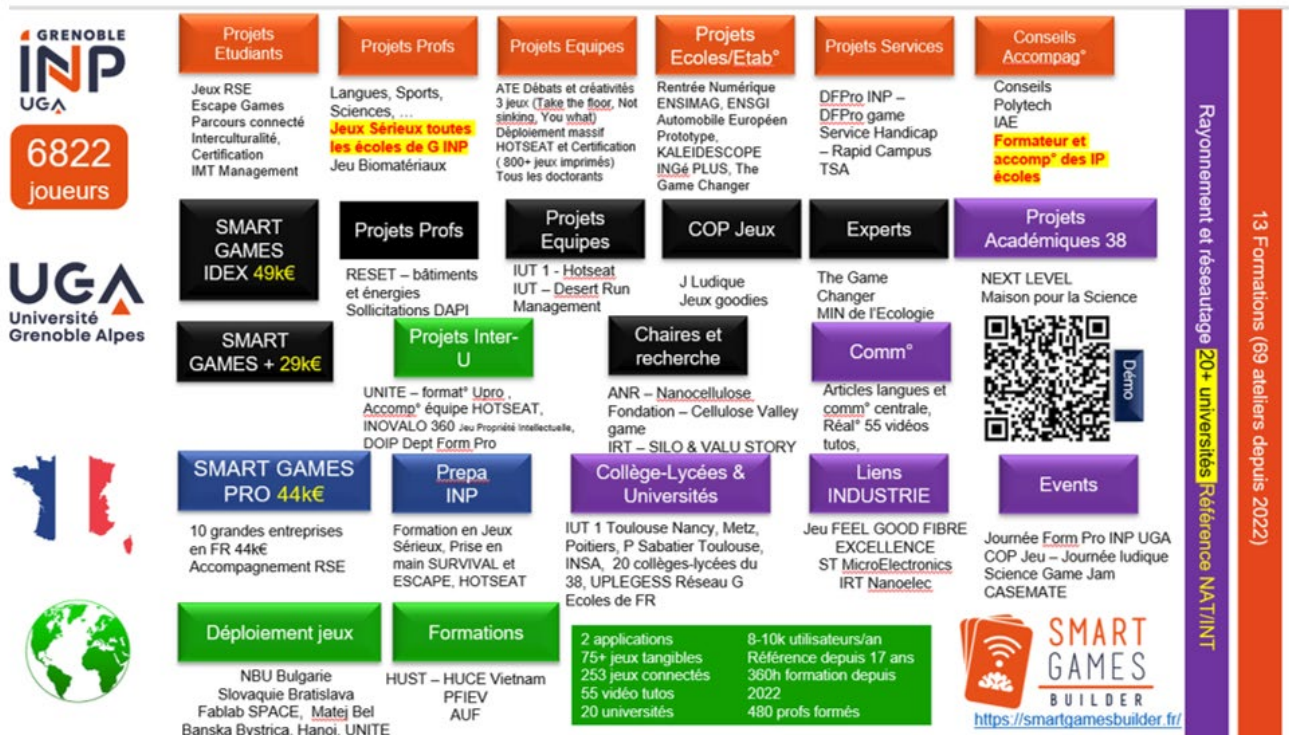 GRENOBLE
INP
UGA
6822
joueurs
Projets
Etudiants
Jeux RSE
Escape Games
Parcours connecté
Interculturalité,
Certification
IMT Management
Projets Profs
Langues, Sports,
Sciences, ...
Jeux Sérieux toutes
les écoles de G INP
Jeu Biomatériaux
Projets Equipes
ATE Débats et créativités
3 jeux (Take the floor, Not
sinking, You what)
Déploiement massif
HOTSEAT et Certification
( 800+ jeux imprimés)
Tous les doctorants
Projets
Ecoles/Etab°
Rentrée Numérique
ENSIMAG, ENSGI
Automobile Européen
Prototype,
KALEIDESCOPE
INGé PLUS, The
Game Changer
Projets Services
DFPro INP –
DFPro game
Service Handicap
– Rapid Campus
TSA
Conseils
Accompag°
Conseils
Polytech
IAE
Formateur et
accomp° des IP
écoles
UGA
Université
Grenoble Alpes
SMART
GAMES
IDEX 49k€
Projets Profs
RESET – bâtiments
et énergies
Sollicitations DAPI
Projets
Equipes
IUT 1 - Hotseat
IUT – Desert Run
Management
COP Jeux
J Ludique
Jeux goodies
Experts
The Game
Changer
MIN de l'Ecologie
Projets
Académiques 38
NEXT LEVEL
Maison pour la Science
Démo
SMART
GAMES + 29k€
Projets Inter-
U
UNITE – format° Upro ,
Accomp° équipe HOTSEAT,
INOVALO 360 Jeu Propriété Intellectuelle,
DOIP Dept Form Pro
Chaires et
recherche
ANR – Nanocellulose
Fondation – Cellulose Valley
game
IRT – SILO & VALU STORY
Comm°
Articles langues et
comm° centrale,
Réal° 55 vidéos
tutos,
SMART GAMES
PRO 44k€
10 grandes entreprises
en FR 44k€
Accompagnement RSE
Prepa
INP
Formation en Jeux
Sérieux, Prise en
main SURVIVAL et
ESCAPE, HOTSEAT
Collège-Lycées &
Universités
IUT 1 Toulouse Nancy, Metz,
Poitiers, P Sabatier Toulouse,
INSA, 20 collèges-lycées du
38, UPLEGESS Réseau G
Ecoles de FR
Liens
INDUSTRIE
Jeu FEEL GOOD FIBRE
EXCELLENCE
ST MicroElectronics
IRT Nanoelec
Events
Journée Form Pro INP UGA
COP Jeu – Journée ludique
Science Game Jam
CASEMATE
Déploiement jeux
NBU Bulgarie
Slovaquie Bratislava
Fablab SPACE, Matej Bel
Banska Bystrica, Hanoi, UNITE
Formations
HUST – HUCE Vietnam
PFIEV
AUF
2 applications
75+ jeux tangibles
253 jeux connectés
55 vidéo tutos
20 universités
8-10k utilisateurs/an
Référence depuis 17 ans
360h formation depuis
2022
480 profs formés
SMART
GAMES
BUILDER
https://smartgamesbuilder.fr/
Rayonnement et réseautage 20+ universités Référence NAT/INT
13 Formations (69 ateliers depuis 2022)